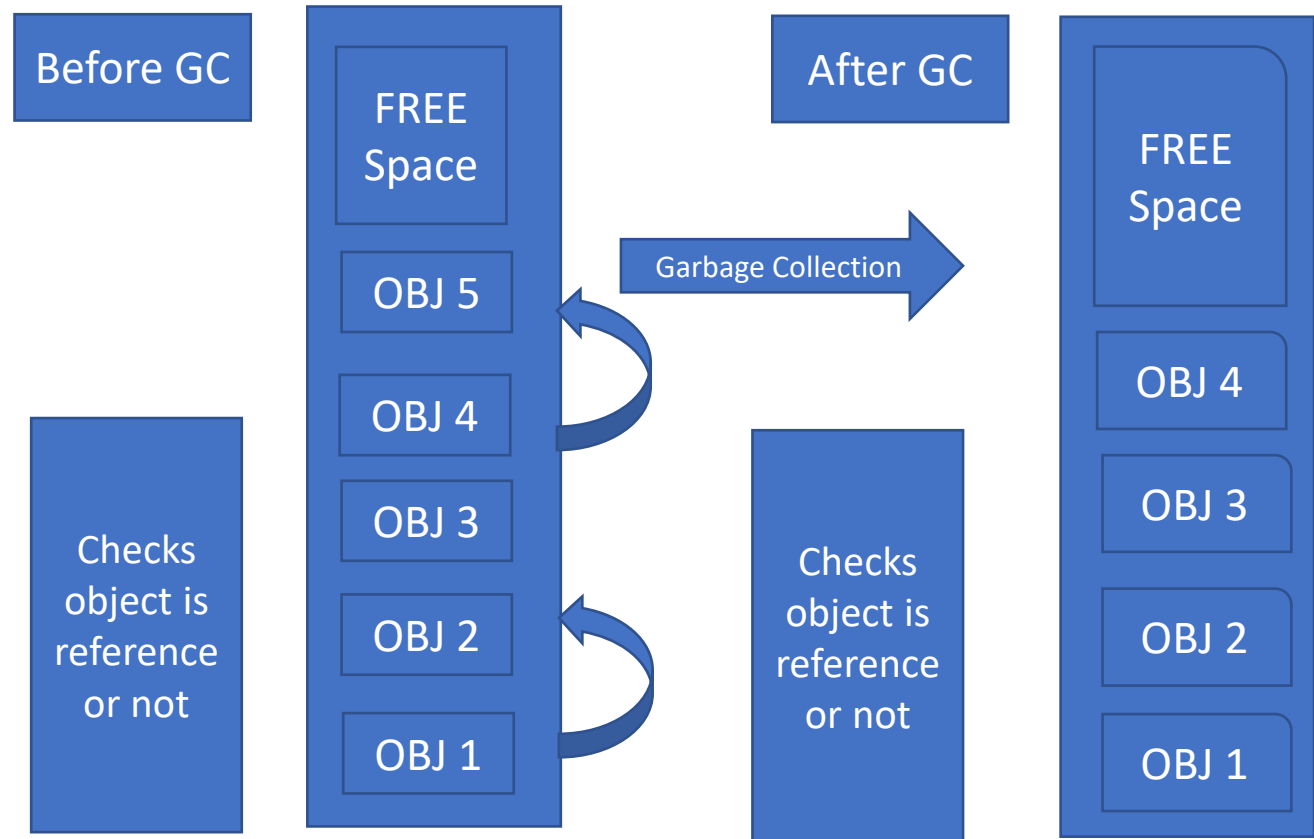 Before GC
FREE
Space
OBJ 5
OBJ 4
OBJ 3
OBJ 2
OBJ 1
Checks
object is
reference
or not
Garbage Collection
After GC
FREE
Space
OBJ 4
OBJ 3
OBJ 2
OBJ 1
Checks
object is
reference
or not